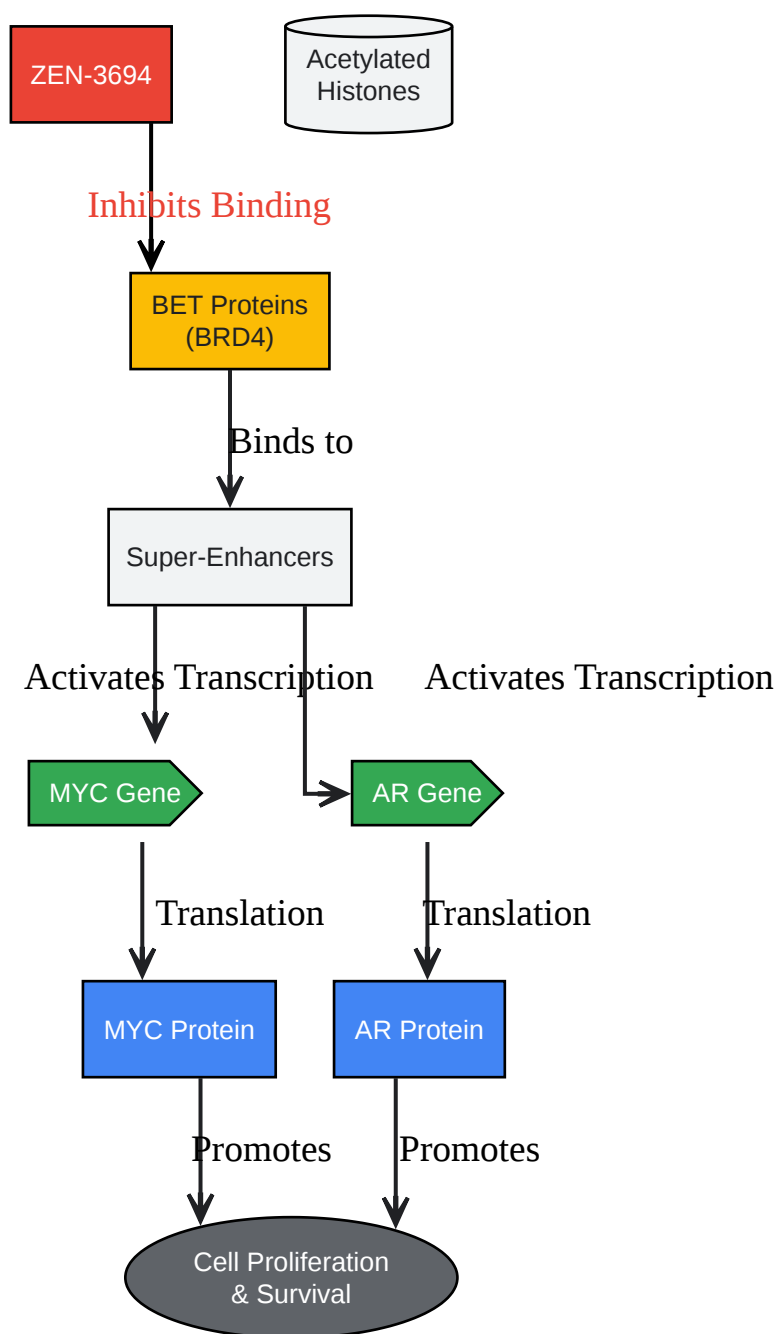 ZEN-3694
Acetylated
Histones
Inhibits Binding
BET Proteins
(BRD4)
Binds to
Super-Enhancers
Activates Transcription
Activates Transcription
MYC Gene
AR Gene
Translation
Translation
MYC Protein
AR Protein
Promotes
Promotes
Cell Proliferation
& Survival